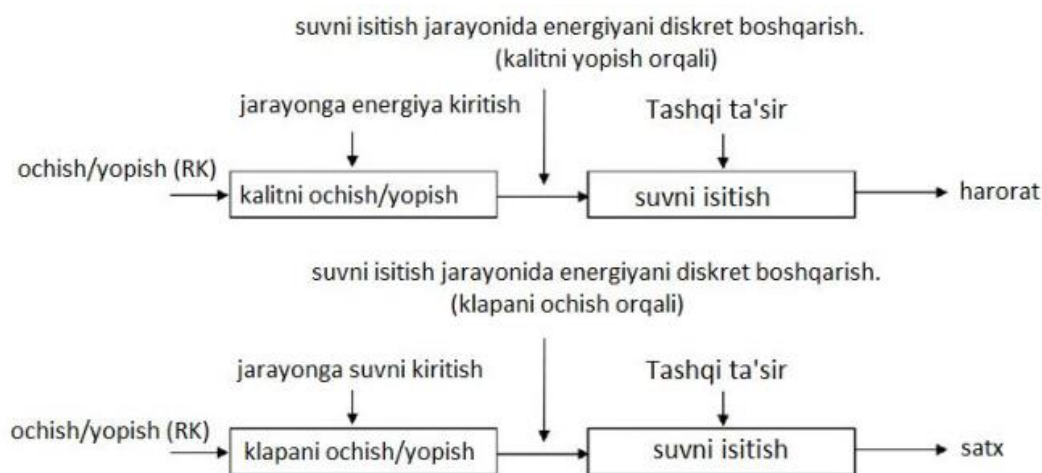 suvni isitish jarayonida energiyani diskret boshqarish.
(kalitni yopish orqali)
jarayonga energiya kiritish
Tashqi ta'sir
ochish/yopish (RK)
kalitni ochish/yopish
suvni isitish
harorat
suvni isitish jarayonida energiyani diskret boshqarish.
(klapani ochish orqali)
jarayonga suvni kiritish
Tashqi ta'sir
ochish/yopish (RK)
klapani ochish/yopish
suvni isitish
satx